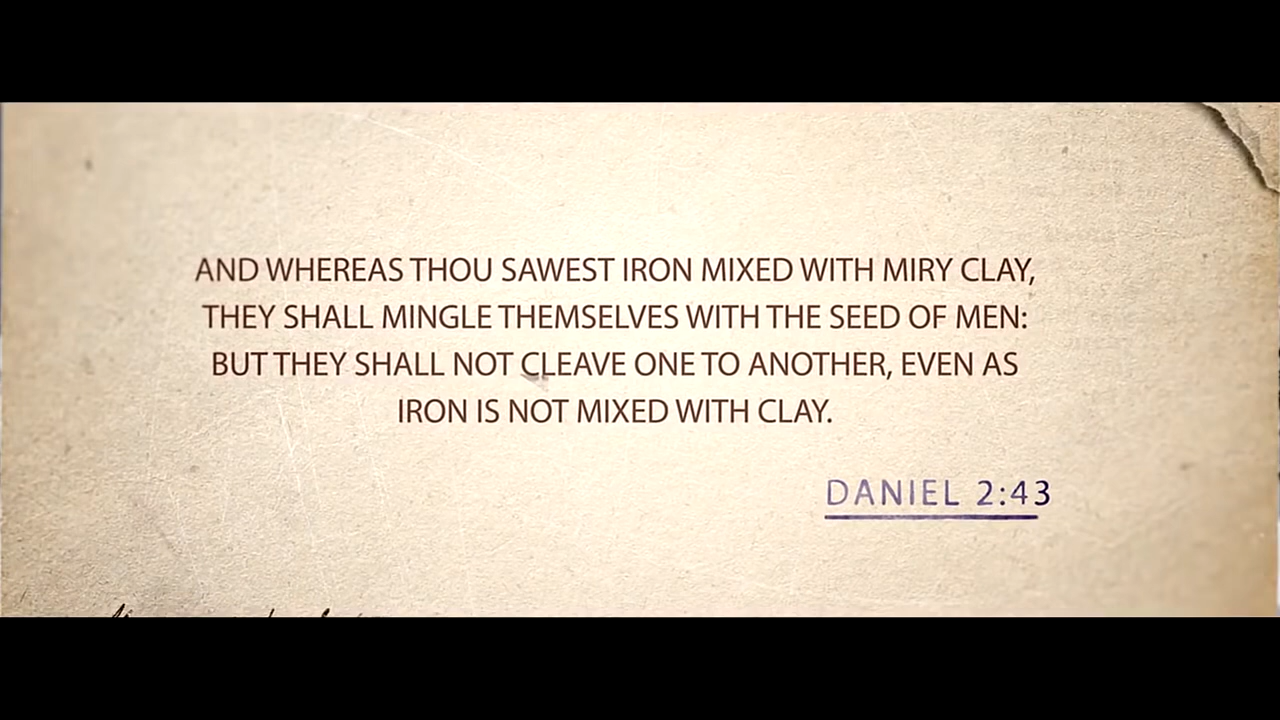 AND WHEREAS THOU SAWEST IRON MIXED WITH MIRY CLAY,
THEY SHALL MINGLE THEMSELVES WITH THE SEED OF MEN:
BUT THEY SHALL NOT CLEAVE ONE TO ANOTHER, EVEN AS
IRON IS NOT MIXED WITH CLAY.
DANIEL 2:43